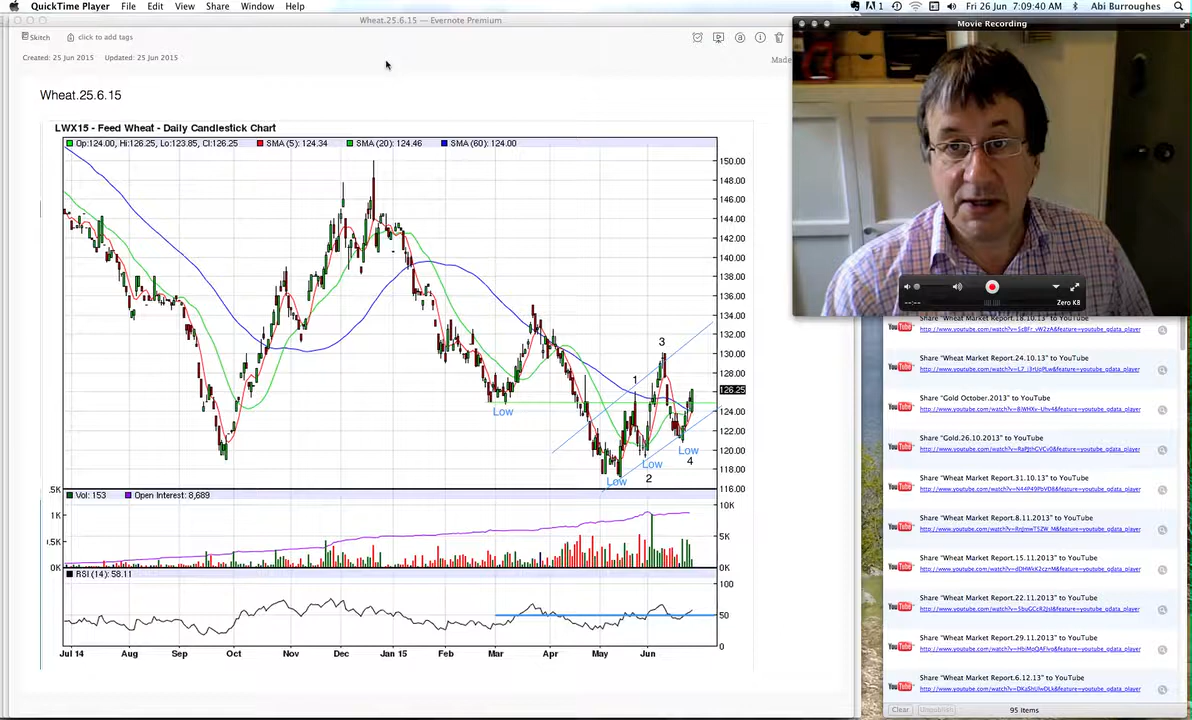 QuickTime Player File Edit View Share Window Help
1 Fri 26 Jun 7:09:40 AM Abi Burroughes
Wheat.25.6.15 — Evernote Premium
Movie Recording
Skitch click to add tags
Created: 25 Jun 2015 Updated: 25 Jun 2015
Made
Wheat.25.6.15
LWX15 - Feed Wheat - Daily Candlestick Chart
Op:124.00, Hi:126.25, Lo:123.85, Cl:126.25 SMA (5): 124.34 SMA (20): 124.46 SMA (60): 124.00
150.00
148.00
146.00
144.00
142.00
140.00
138.00
136.00
134.00
132.00
130.00
128.00
126.25
124.00
122.00
120.00
118.00
116.00
3
1
Low
Low
4
Low
2
Low
Vol: 153 Open Interest: 8,689
.5K
1K
.5K
0K
10K
5K
0K
RSI (14): 58.11
100
50
0
Jul 14 Aug Sep Oct Nov Dec Jan 15 Feb Mar Apr May Jun
--:--
Zero KB
Share "Wheat Market Report.18.10.13" to YouTube
Share "Wheat Market Report.24.10.13" to YouTube
Share "Gold October.2013" to YouTube
Share "Gold.26.10.2013" to YouTube
Share "Wheat Market Report.31.10.13" to YouTube
Share "Wheat Market Report.8.11.2013" to YouTube
Share "Wheat Market Report.15.11.2013" to YouTube
Share "Wheat Market Report.22.11.2013" to YouTube
Share "Wheat Market Report.29.11.2013" to YouTube
Share "Wheat Market Report.6.12.13" to YouTube
Clear
95 items